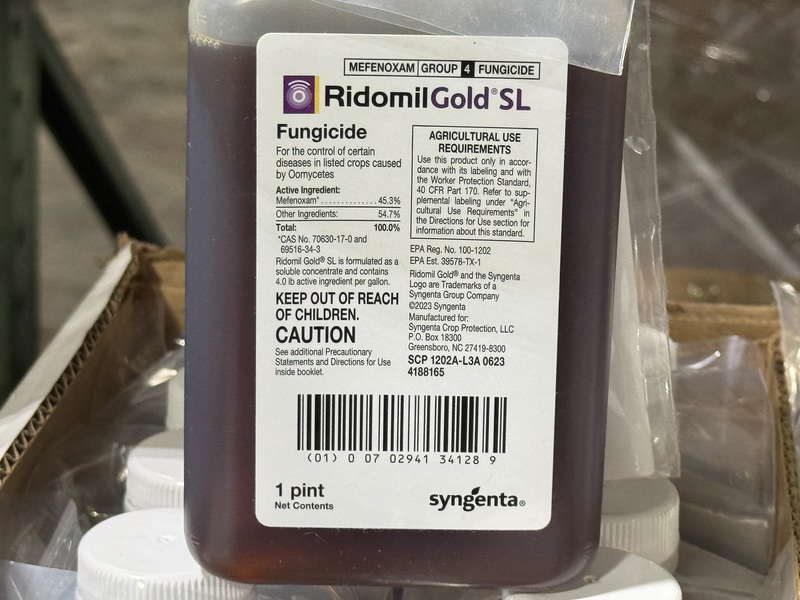 MEFENOXAM GROUP 4 FUNGICIDE
RidomilGold® SL
Fungicide
For the control of certain
diseases in listed crops caused
by Oomycetes
Active Ingredient:
Mefenoxam* . . . . . . . . . . . . 45.3%
Other Ingredients: 54.7%
Total: 100.0%
*CAS No. 70630-17-0 and
69516-34-3
Ridomil Gold® SL is formulated as a
soluble concentrate and contains
4.0 lb active ingredient per gallon.
KEEP OUT OF REACH
OF CHILDREN.
CAUTION
See additional Precautionary
Statements and Directions for Use
inside booklet.
AGRICULTURAL USE
REQUIREMENTS
Use this product only in accor-
dance with its labeling and with
the Worker Protection Standard,
40 CFR Part 170. Refer to sup-
plemental labeling under "Agri-
cultural Use Requirements" in
the Directions for Use section for
information about this standard.
EPA Reg. No. 100-1202
EPA Est. 39578-TX-1
Ridomil Gold® and the Syngenta
Logo are Trademarks of a
Syngenta Group Company
©2023 Syngenta
Manufactured for:
Syngenta Crop Protection, LLC
P.O. Box 18300
Greensboro, NC 27419-8300
SCP 1202A-L3A 0623
4188165
(01) 0 07 02941 34128 9
1 pint
Net Contents
syngenta®